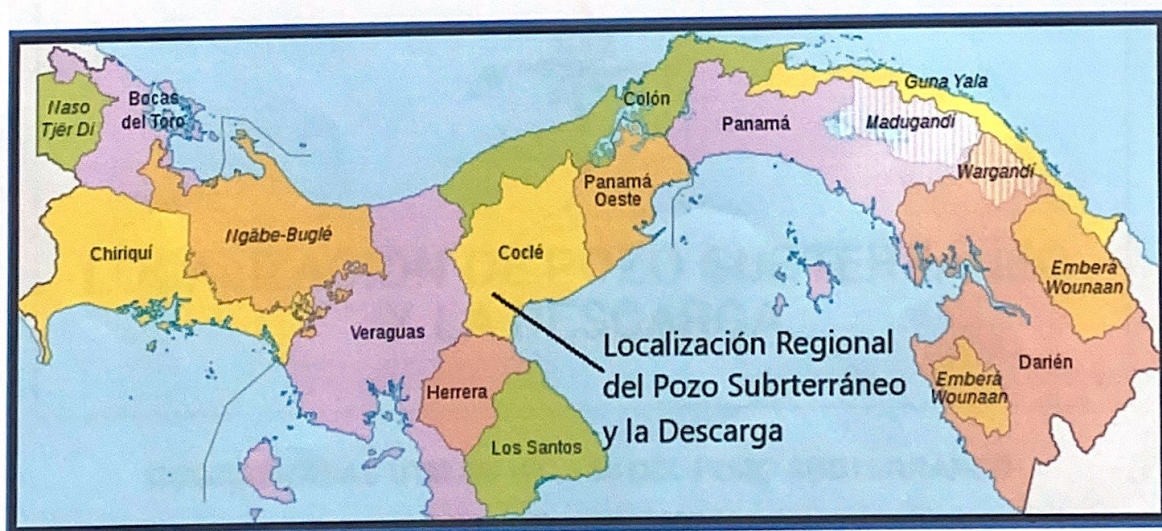 Naso
Tjër Di
Bocas
del Toro
Chiriquí
Ngäbe-Buglé
Veraguas
Herrera
Los Santos
Coclé
Colón
Panamá
Oeste
Panamá
Guna Yala
Madugandí
Wargandí
Emberá
Wounaan
Darién
Emberá
Wounaan
Localización Regional
del Pozo Subrterráneo
y la Descarga